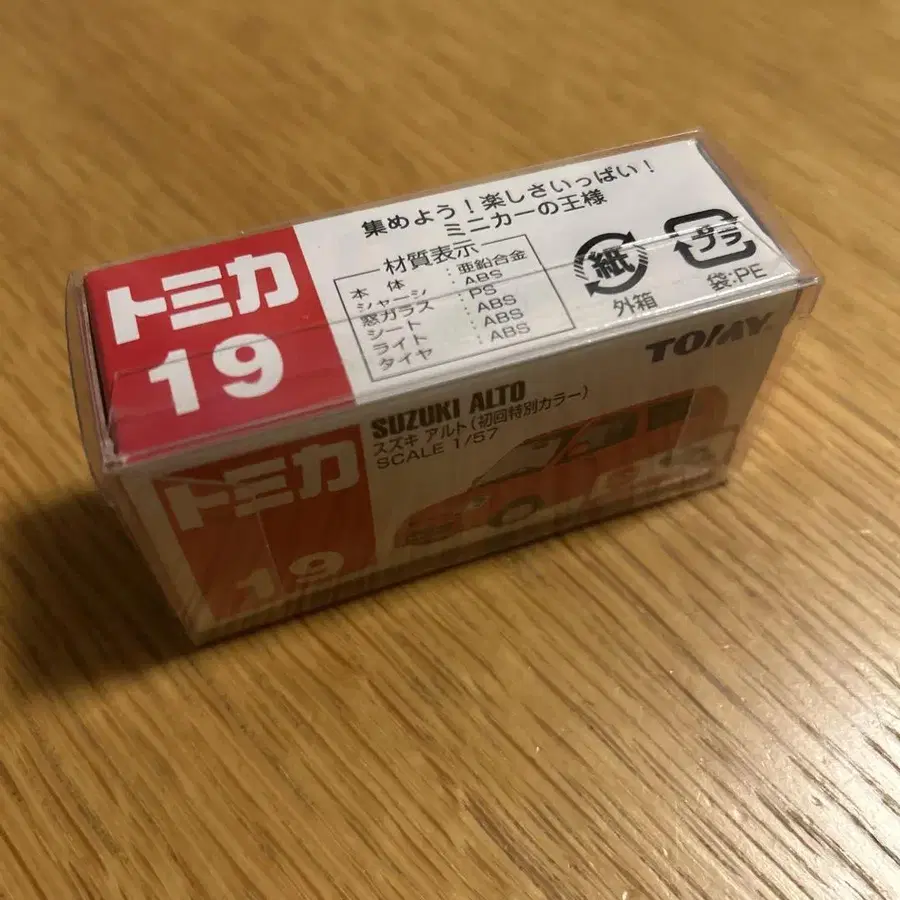 トミカ
19
集めよう！楽しさいっぱい！
ミニカーの王様
材質表示
本体：亜鉛合金
シャーシ：ABS
窓ガラス：PS
シート：ABS
ライト：ABS
タイヤ：ABS
紙
外箱
プラ
袋:PE
トミカ
19
SUZUKI ALTO
スズキ アルト(初回特別カラー)
SCALE 1/57
TOMY.